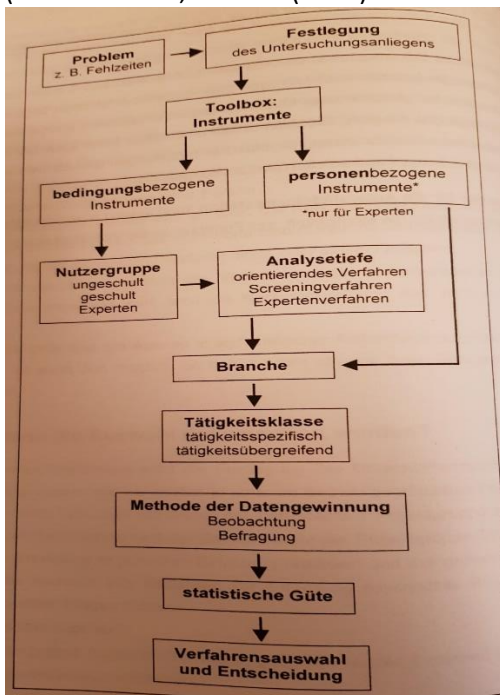 Problem
z. B. Fehlzeiten
Festlegung
des Untersuchungsanliegens
Toolbox:
Instrumente
bedingungsbezogene
Instrumente
personenbezogene
Instrumente*
*nur für Experten
Nutzergruppe
ungeschult
geschult
Experten
Analysetiefe
orientierendes Verfahren
Screeningverfahren
Expertenverfahren
Branche
Tätigkeitsklasse
tätigkeitsspezifisch
tätigkeitsübergreifend
Methode der Datengewinnung
Beobachtung
Befragung
statistische Güte
Verfahrensauswahl
und Entscheidung